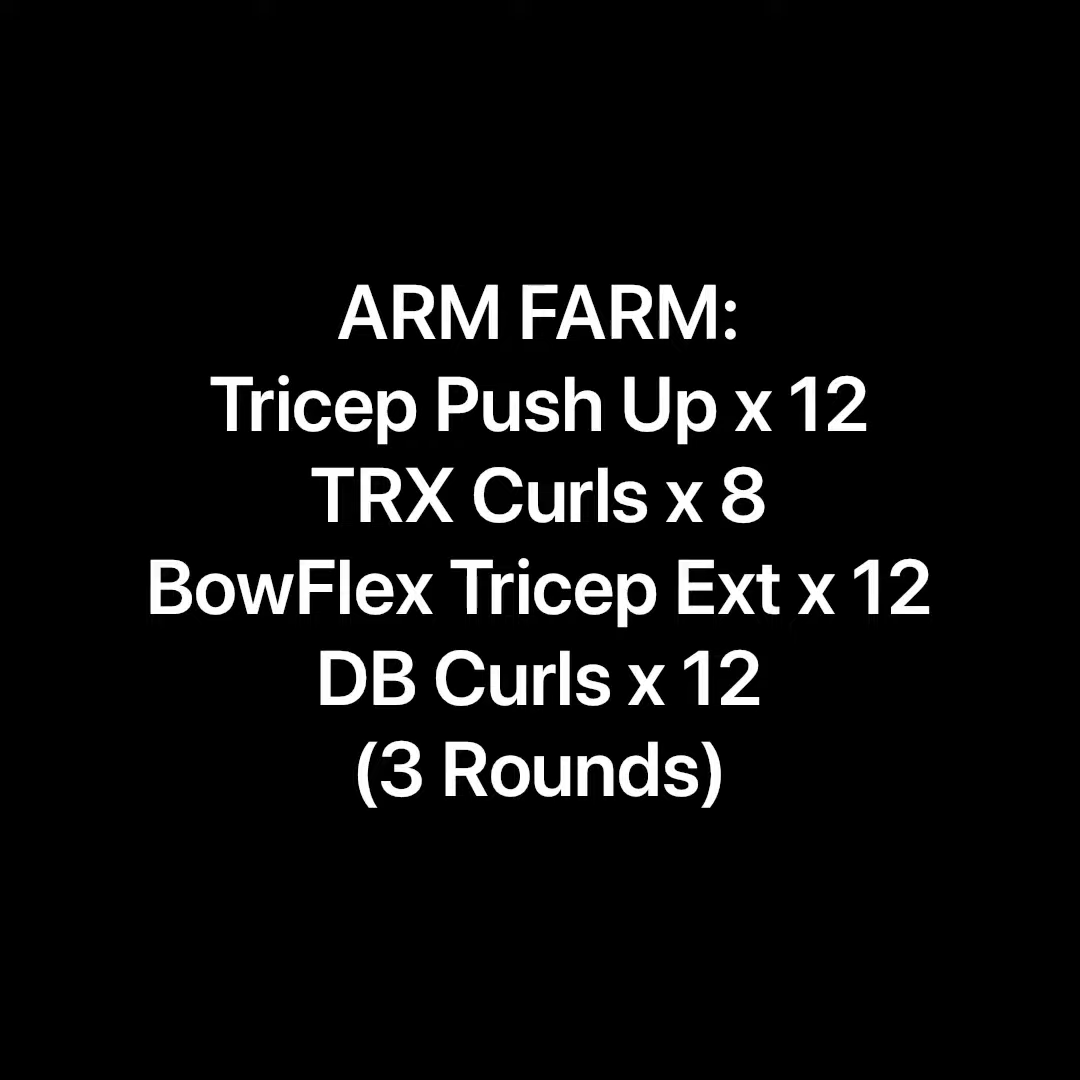 ARM FARM:
Tricep Push Up x 12
TRX Curls x 8
BowFlex Tricep Ext x 12
DB Curls x 12
(3 Rounds)